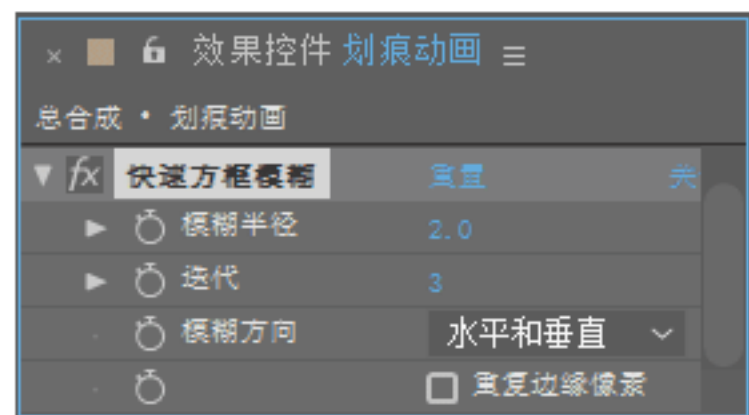 效果控件 划痕动画
总合成 • 划痕动画
fx 快速方框模糊 重置 关
模糊半径 2.0
迭代 3
模糊方向 水平和垂直
重复边缘像素